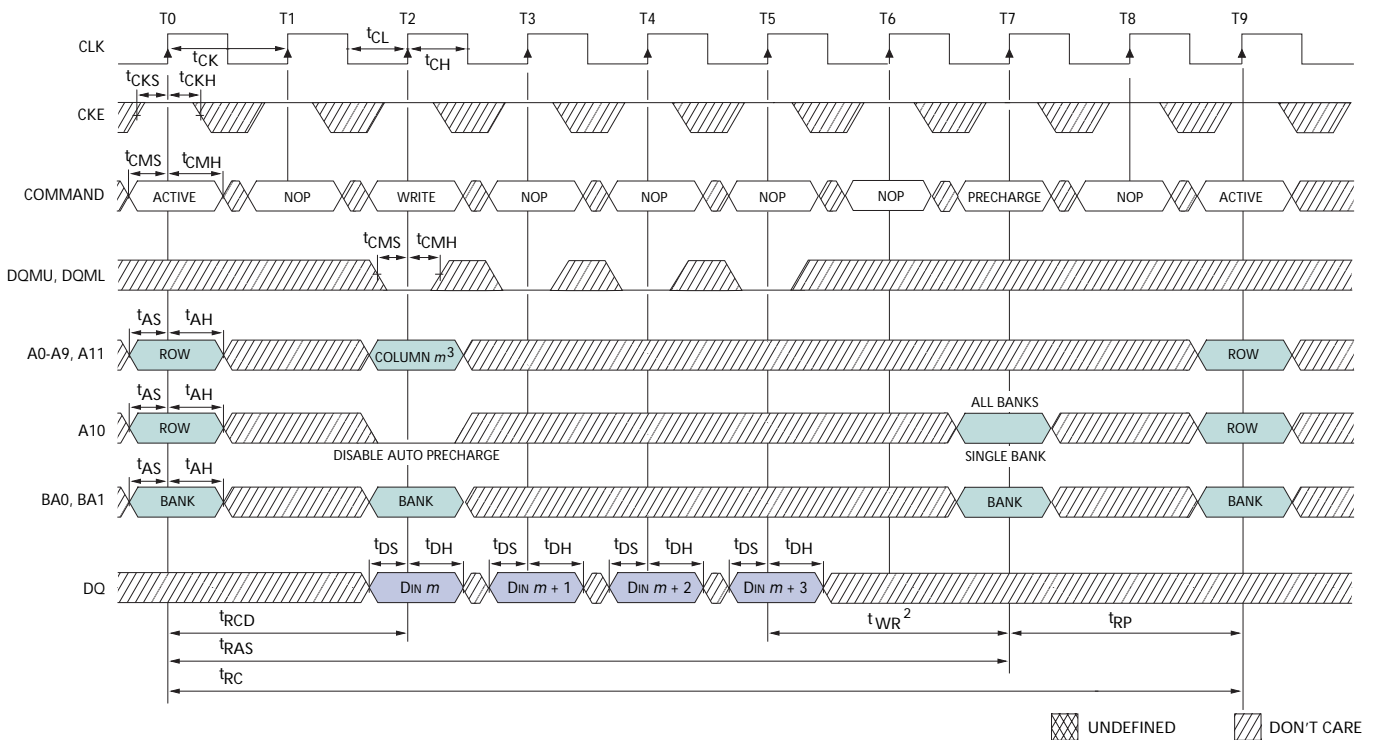 T0 T1 T2 T3 T4 T5 T6 T7 T8 T9
CLK
tCK tCL tCH
tCKS tCKH
CKE
tCMS tCMH
COMMAND ACTIVE NOP WRITE NOP NOP NOP NOP PRECHARGE NOP ACTIVE
tCMS tCMH
DQMU, DQML
tAS tAH
A0-A9, A11 ROW COLUMN m3 ROW
tAS tAH ALL BANKS
A10 ROW ROW
DISABLE AUTO PRECHARGE SINGLE BANK
tAS tAH
BA0, BA1 BANK BANK BANK BANK
tDS tDH tDS tDH tDS tDH tDS tDH
DQ DIN m DIN m + 1 DIN m + 2 DIN m + 3
tRCD tWR2 tRP
tRAS
tRC
UNDEFINED DON'T CARE